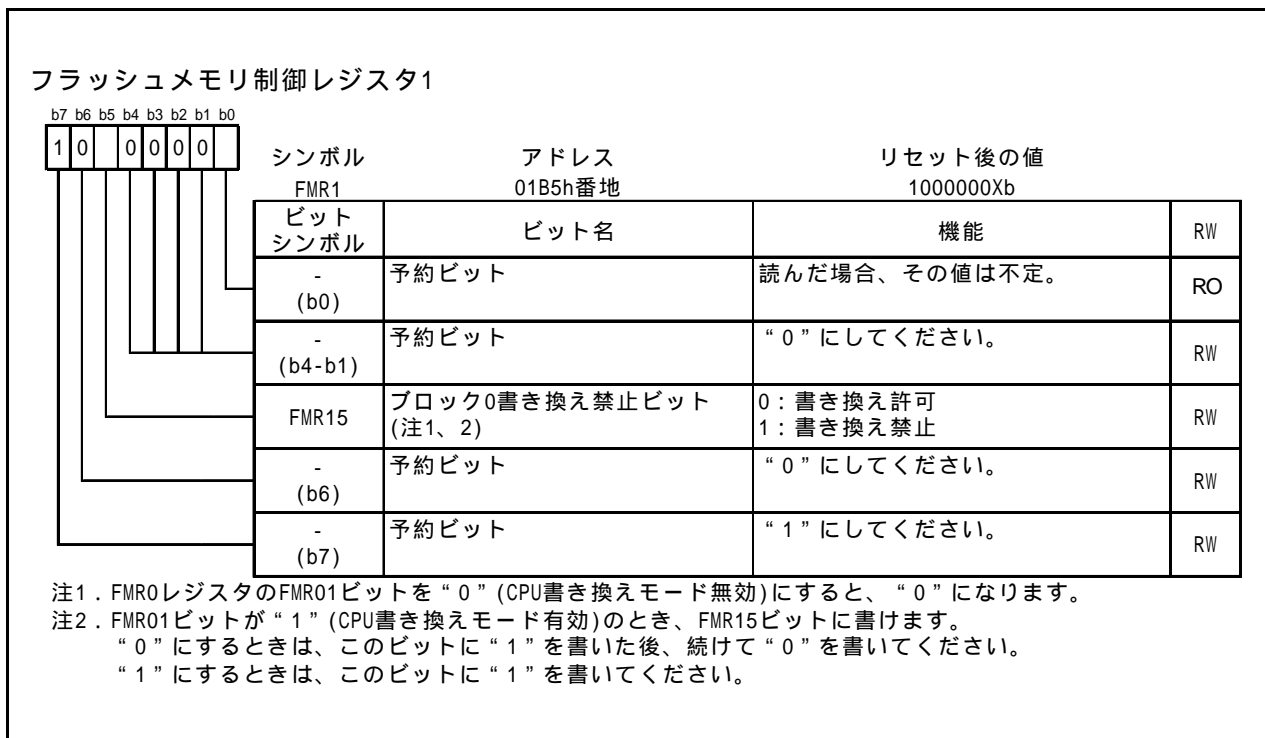 フラッシュメモリ制御レジスタ1
b7 b6 b5 b4 b3 b2 b1 b0
1 0 0 0 0 0
シンボル アドレス リセット後の値
FMR1 01B5h番地 1000000Xb
ビット
シンボル ビット名 機能 RW
-
(b0) 予約ビット 読んだ場合、その値は不定。 RO
-
(b4-b1) 予約ビット “0”にしてください。 RW
FMR15 ブロック0書き換え禁止ビット
(注1、2) 0:書き換え許可
1:書き換え禁止 RW
-
(b6) 予約ビット “0”にしてください。 RW
-
(b7) 予約ビット “1”にしてください。 RW
注1.FMR0レジスタのFMR01ビットを“0”(CPU書き換えモード無効)にすると、“0”になります。
注2.FMR01ビットが“1”(CPU書き換えモード有効)のとき、FMR15ビットに書けます。
“0”にするときは、このビットに“1”を書いた後、続けて“0”を書いてください。
“1”にするときは、このビットに“1”を書いてください。